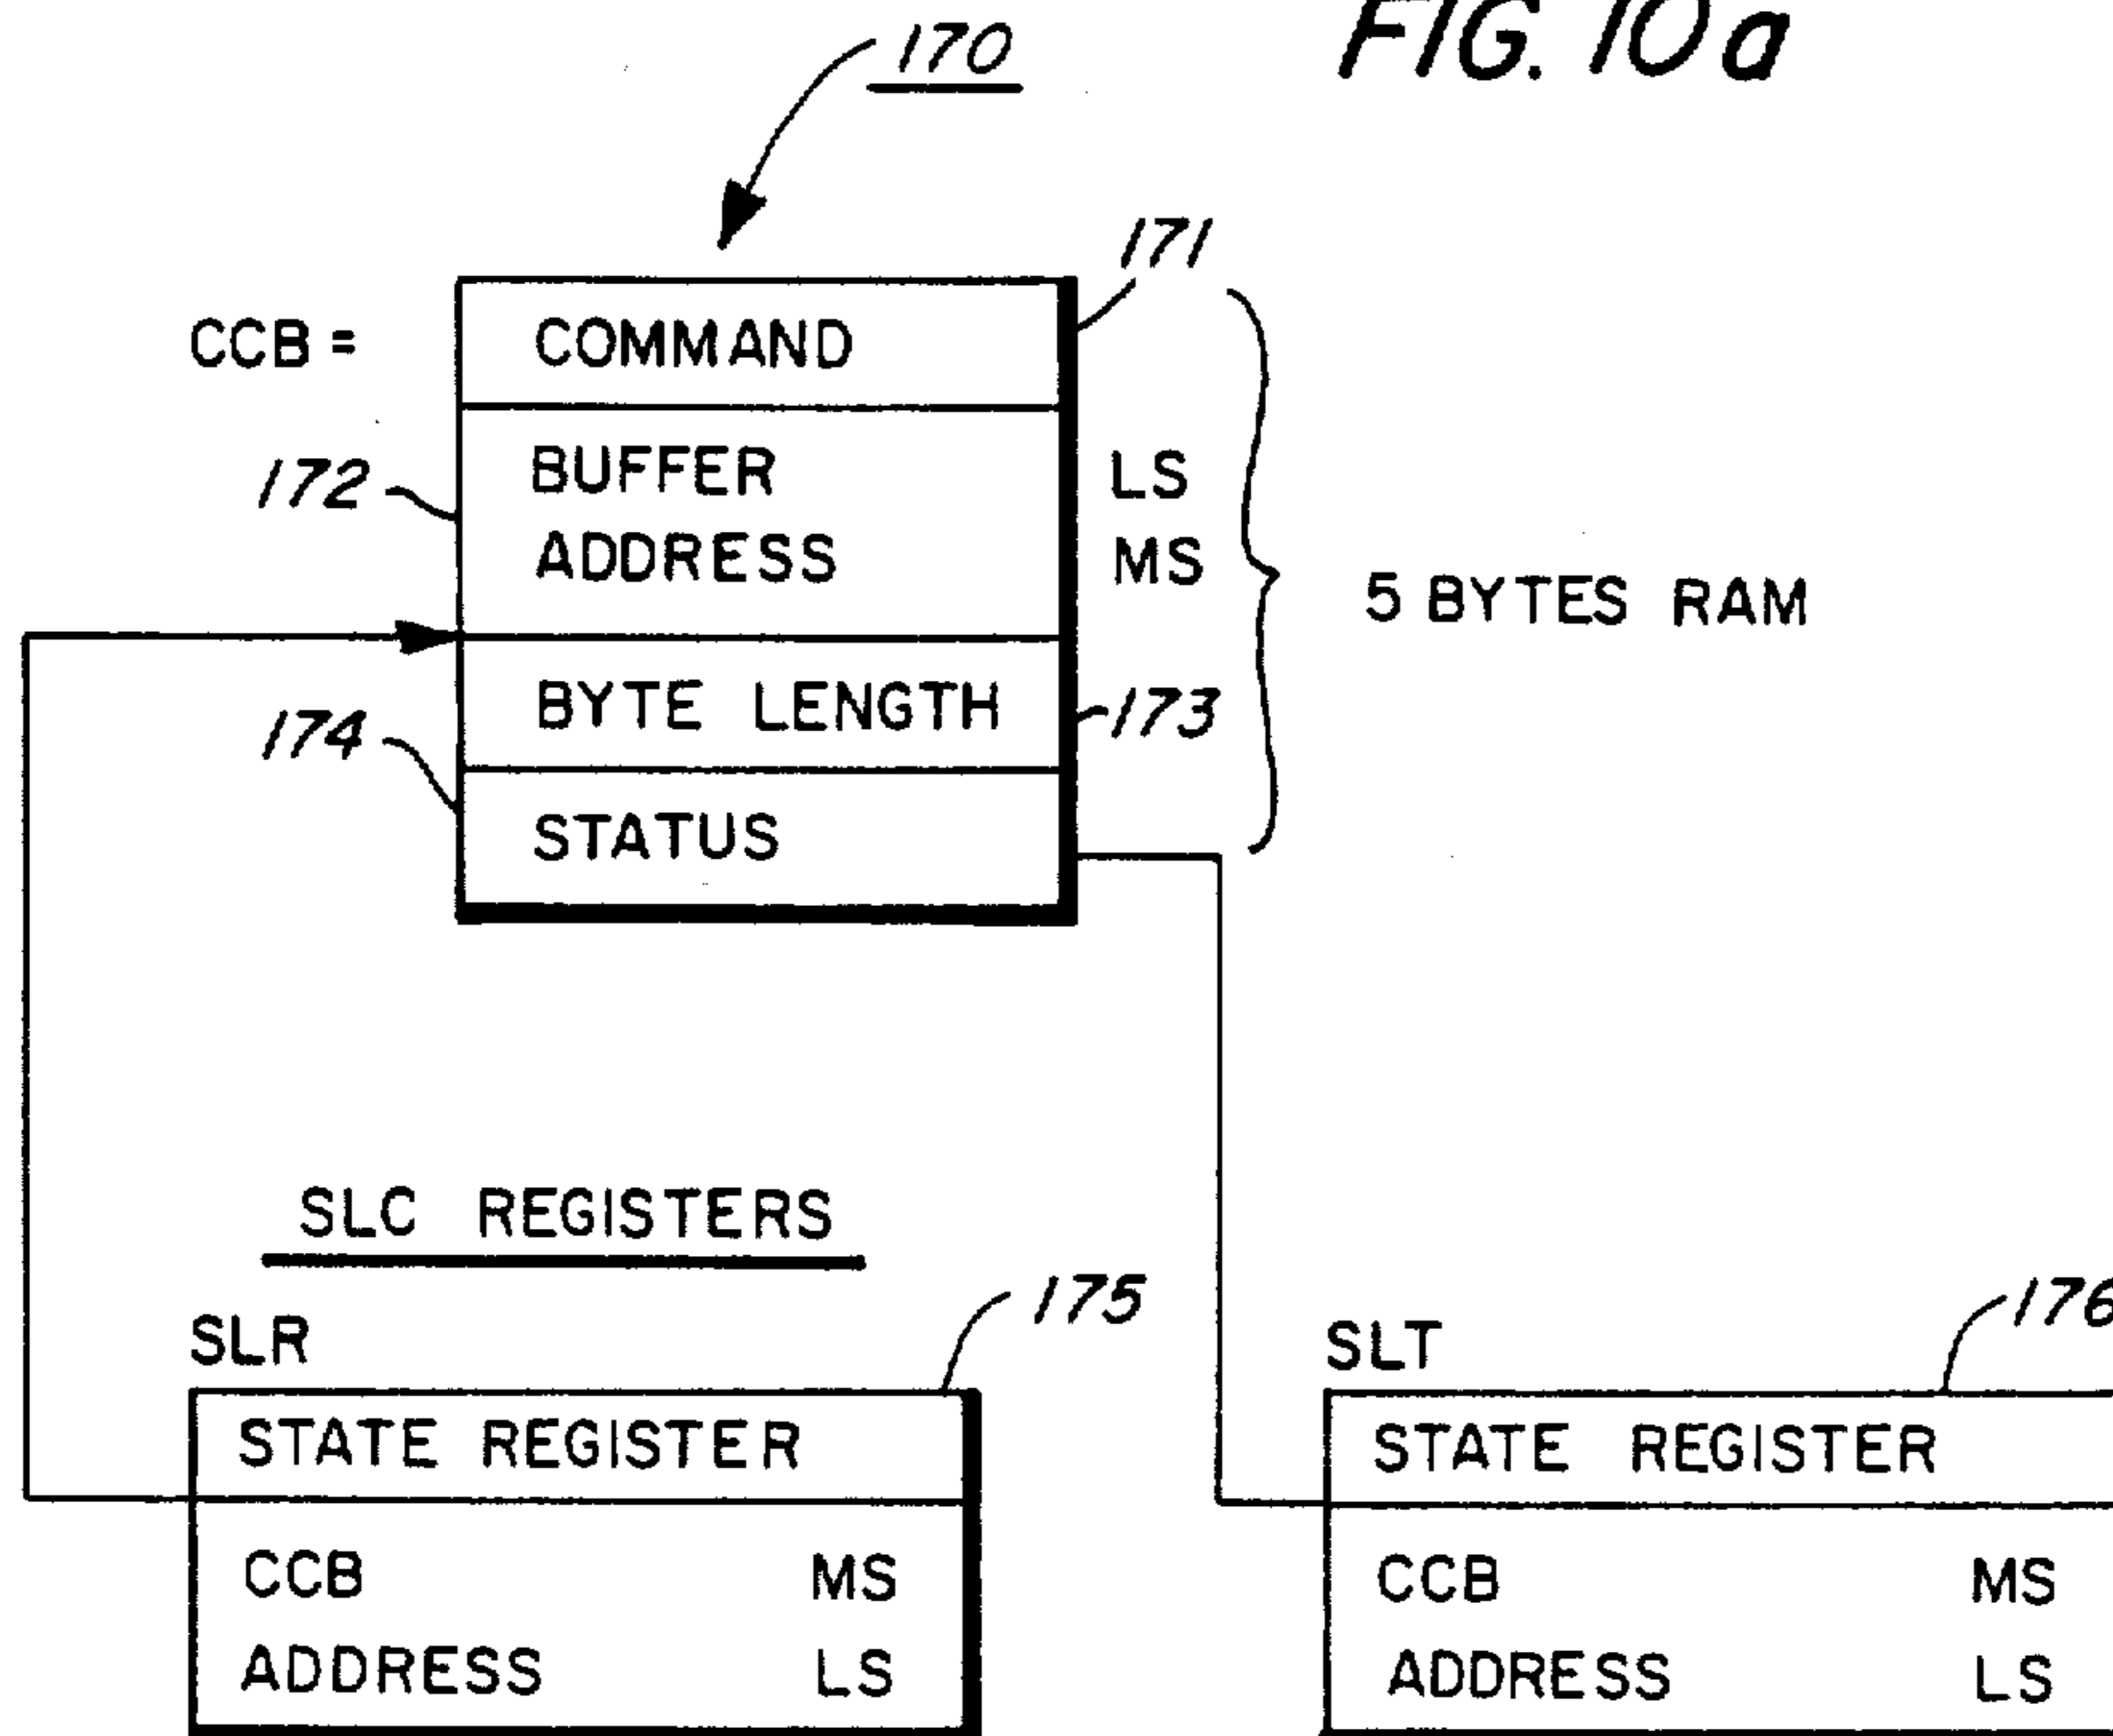 FIG. 10a
170
171
CCB = COMMAND
172 BUFFER LS
ADDRESS MS
5 BYTES RAM
BYTE LENGTH 173
174
STATUS
SLC REGISTERS
175
176
SLR
SLT
STATE REGISTER
STATE REGISTER
CCB MS
CCB MS
ADDRESS LS
ADDRESS LS